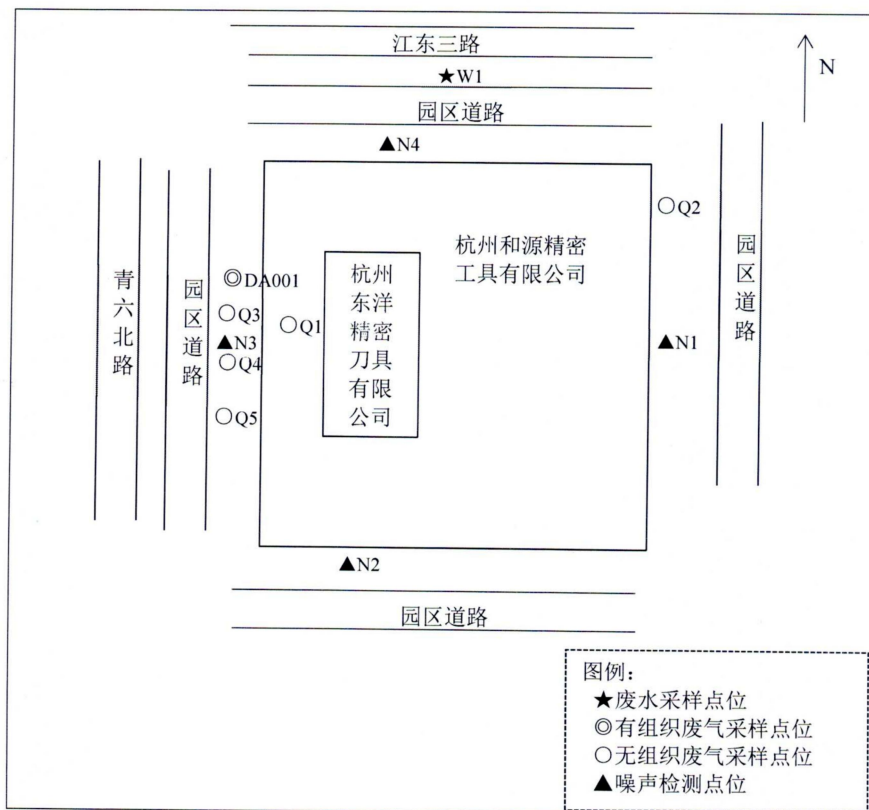 江东三路
★W1
园区道路
▲N4
N
○Q2
杭州和源精密
工具有限公司
◎DA001
○Q3
○Q1
▲N3
○Q4
○Q5
▲N1
青六北路
园区道路
杭州
东洋
精密
刀具
有限
公司
园区道路
▲N2
园区道路
图例：
★废水采样点位
◎有组织废气采样点位
○无组织废气采样点位
▲噪声检测点位